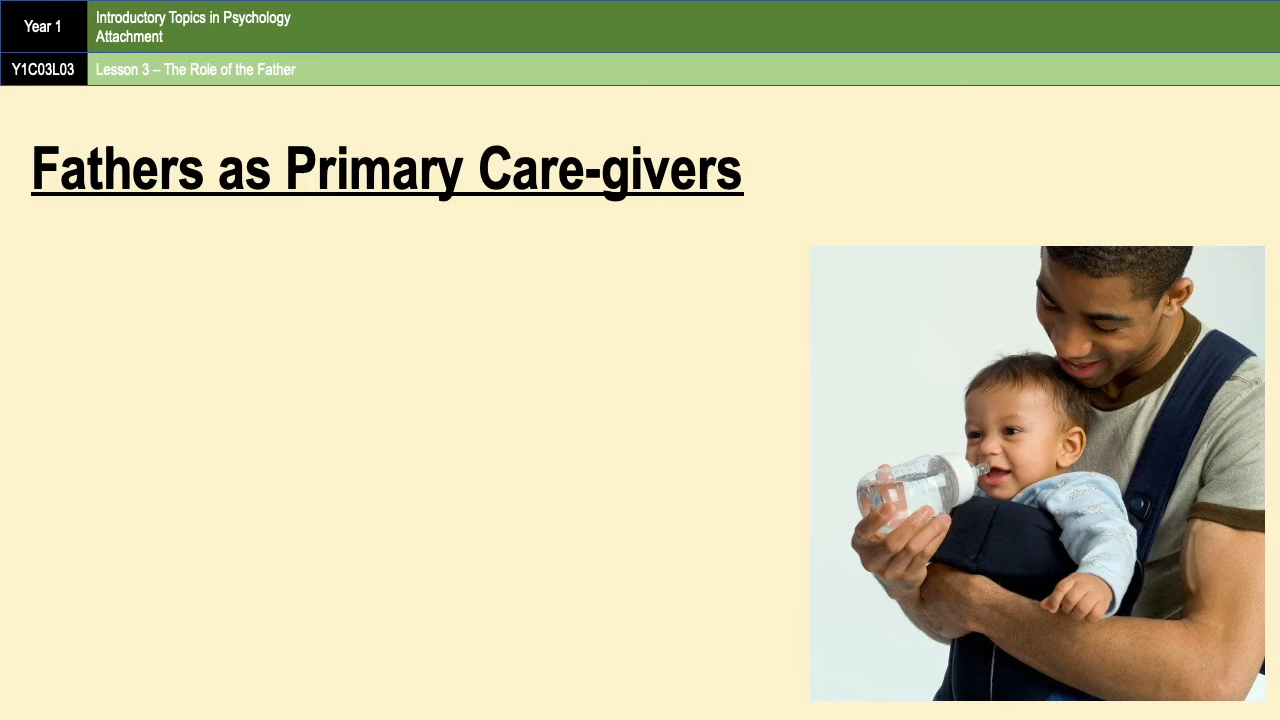 Year 1
Introductory Topics in Psychology
Attachment
Y1C03L03
Lesson 3 – The Role of the Father
Fathers as Primary Care-givers